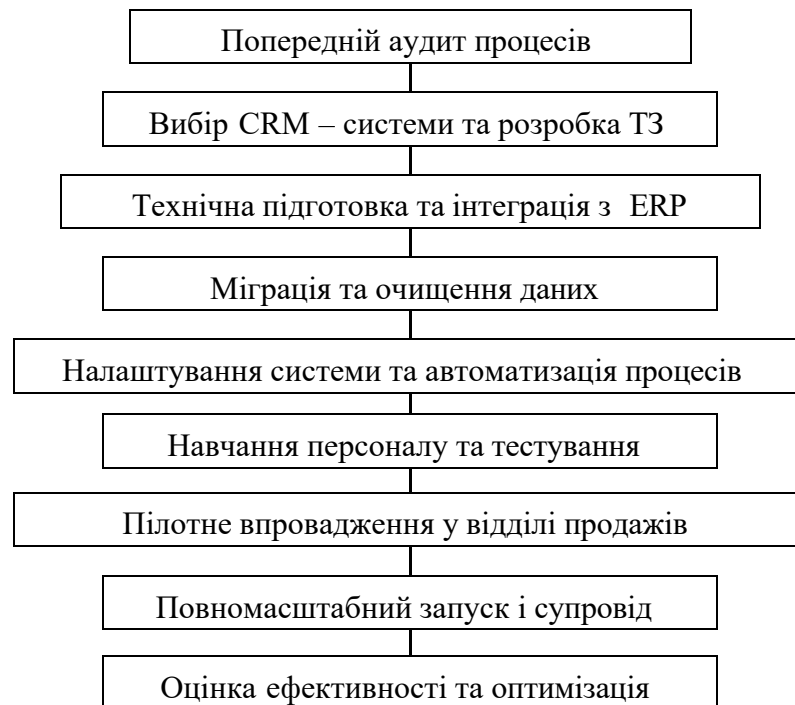 Попередній аудит процесів
Вибір CRM – системи та розробка ТЗ
Технічна підготовка та інтеграція з ERP
Міграція та очищення даних
Налаштування системи та автоматизація процесів
Навчання персоналу та тестування
Пілотне впровадження у відділі продажів
Повномасштабний запуск і супровід
Оцінка ефективності та оптимізація